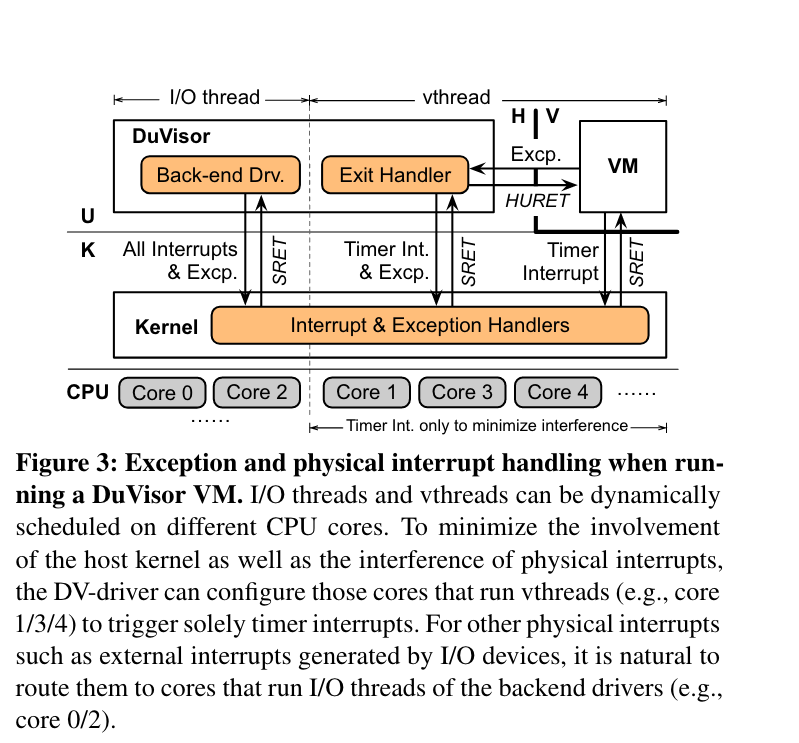 I/O thread
vthread
H V
DuVisor
Back-end Drv.
Exit Handler
Excp.
HURET
VM
U
K
All Interrupts
& Excp.
SRET
Timer Int.
& Excp.
SRET
Timer
Interrupt
SRET
Kernel
Interrupt & Exception Handlers
CPU
Core 0
Core 2
Core 1
Core 3
Core 4
......
......
Timer Int. only to minimize interference
Figure 3: Exception and physical interrupt handling when run-
ning a DuVisor VM. I/O threads and vthreads can be dynamically
scheduled on different CPU cores. To minimize the involvement
of the host kernel as well as the interference of physical interrupts,
the DV-driver can configure those cores that run vthreads (e.g., core
1/3/4) to trigger solely timer interrupts. For other physical interrupts
such as external interrupts generated by I/O devices, it is natural to
route them to cores that run I/O threads of the backend drivers (e.g.,
core 0/2).